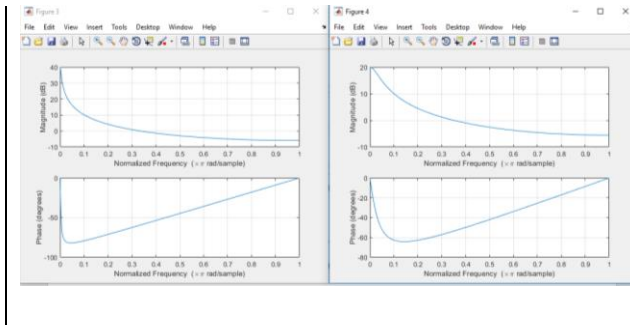 Figure 3
File Edit View Insert Tools Desktop Window Help
40
30
20
10
0
-10
Magnitude (dB)
0 0.1 0.2 0.3 0.4 0.5 0.6 0.7 0.8 0.9 1
Normalized Frequency (×π rad/sample)
0
-50
-100
Phase (degrees)
0 0.1 0.2 0.3 0.4 0.5 0.6 0.7 0.8 0.9 1
Normalized Frequency (×π rad/sample)
Figure 4
File Edit View Insert Tools Desktop Window Help
20
10
0
-10
Magnitude (dB)
0 0.1 0.2 0.3 0.4 0.5 0.6 0.7 0.8 0.9 1
Normalized Frequency (×π rad/sample)
0
-20
-40
-60
-80
Phase (degrees)
0 0.1 0.2 0.3 0.4 0.5 0.6 0.7 0.8 0.9 1
Normalized Frequency (×π rad/sample)